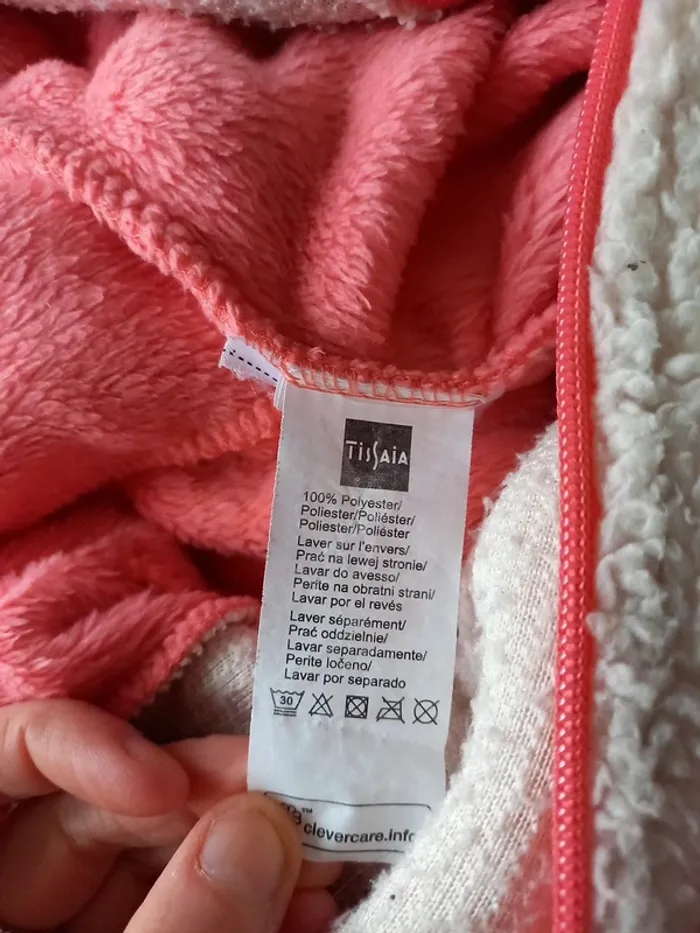 TISSAIA
100% Polyester/
Poliester/Poliéster/
Poliester/Poliéster
Laver sur l'envers/
Prać na lewej stronie/
Lavar do avesso/
Perite na obratni strani/
Lavar por el revés
Laver séparément/
Prać oddzielnie/
Lavar separadamente/
Perite ločeno/
Lavar por separado
30
clevercare.info